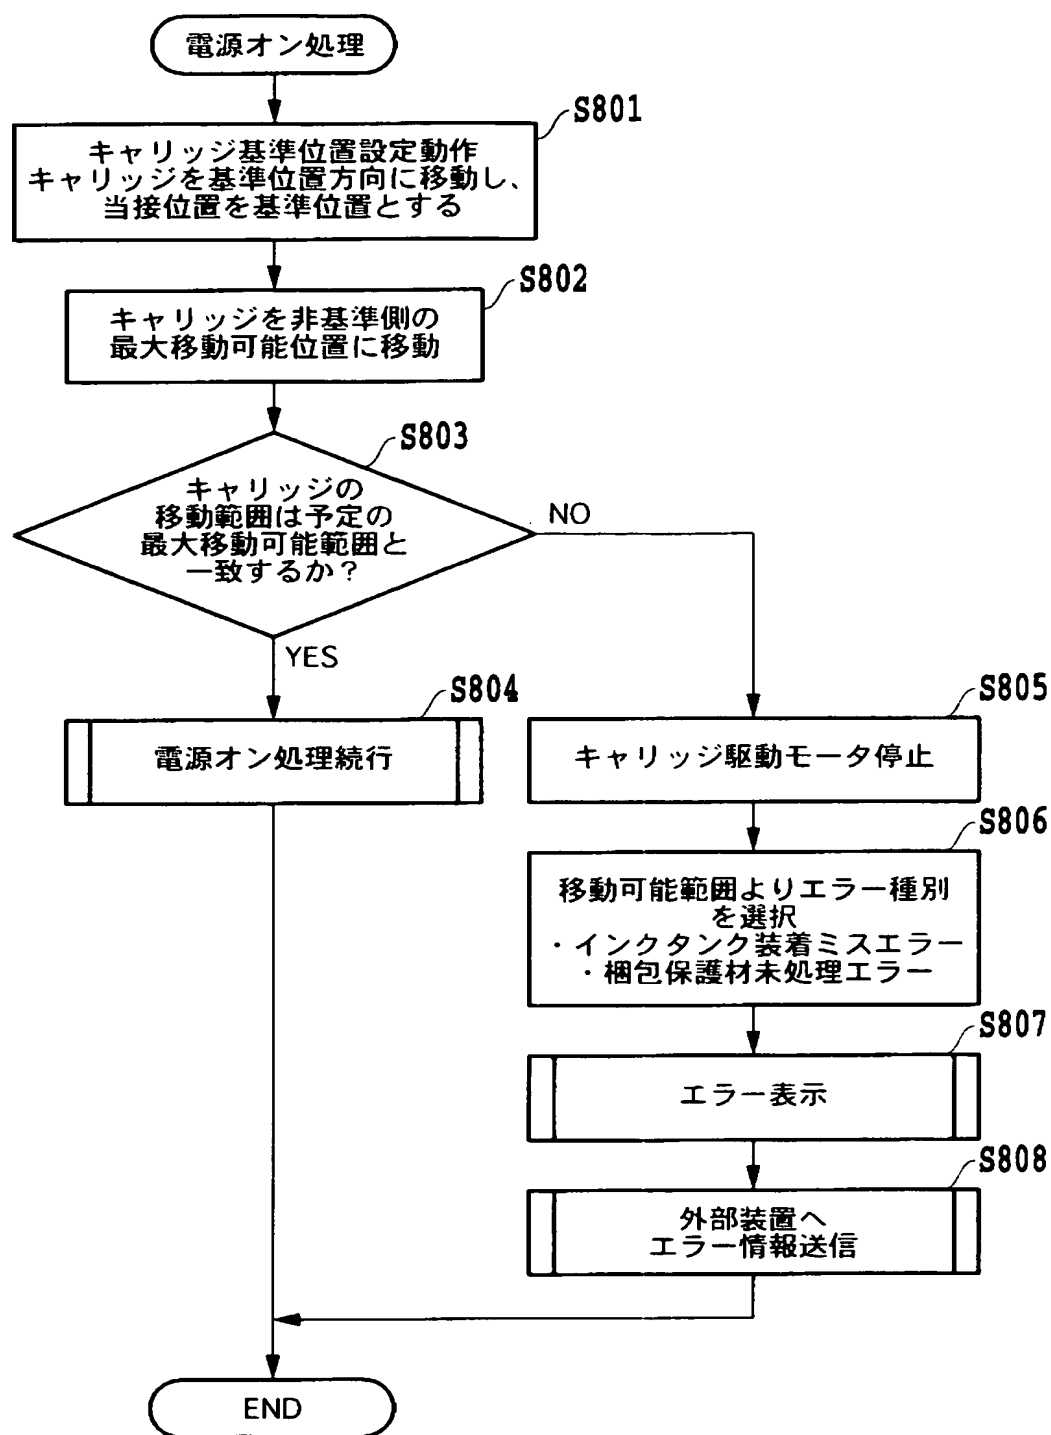 電源オン処理
S801
キャリッジ基準位置設定動作
キャリッジを基準位置方向に移動し、
当接位置を基準位置とする
S802
キャリッジを非基準側の
最大移動可能位置に移動
S803
キャリッジの
移動範囲は予定の
最大移動可能範囲と
一致するか？
NO
YES
S804
電源オン処理続行
S805
キャリッジ駆動モータ停止
S806
移動可能範囲よりエラー種別
を選択
・インクタンク装着ミスエラー
・梱包保護材未処理エラー
S807
エラー表示
S808
外部装置へ
エラー情報送信
END